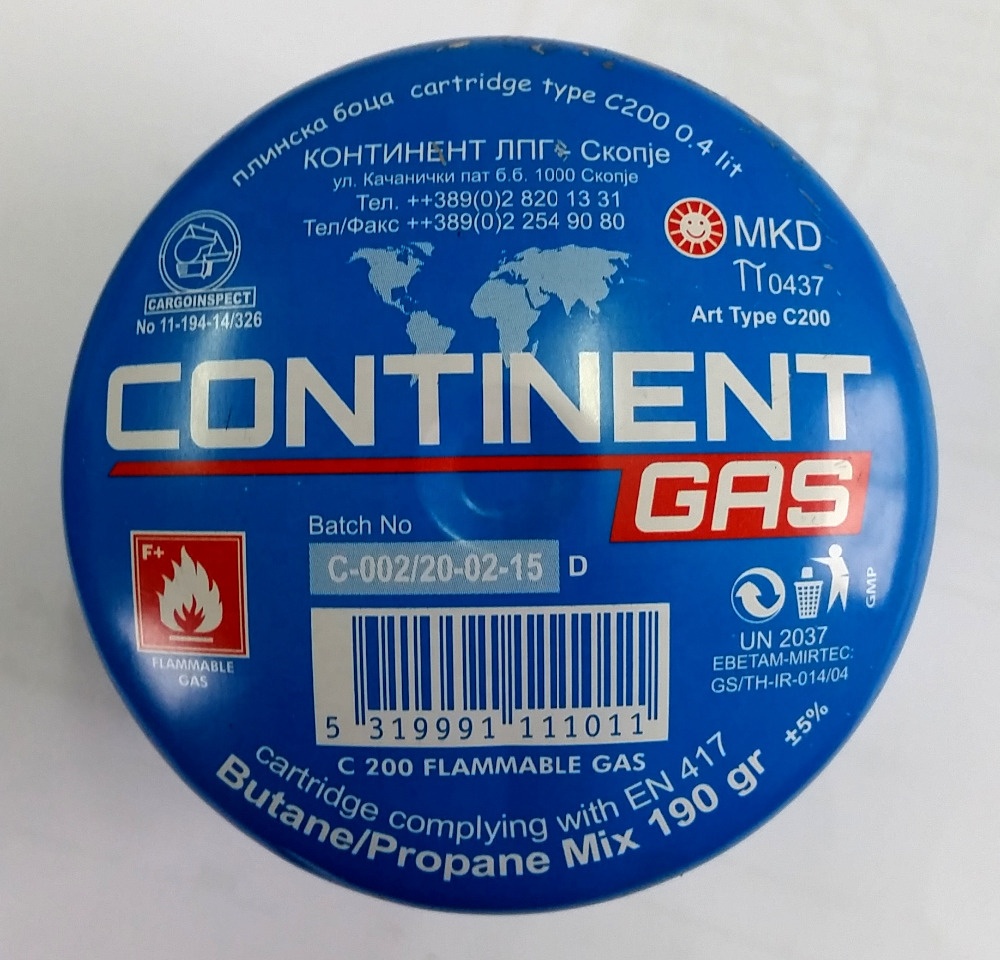 плинска боца cartridge type C200 0.4 lit
КОНТИНЕНТ ЛПГ Скопје
ул. Качанички пат б.б. 1000 Скопје
Тел. ++389(0)2 820 13 31
Тел/Факс ++389(0)2 254 90 80
CARGOINSPECT
No 11-194-14/326
MKD
π0437
Art Type C200
CONTINENT
GAS
Batch No
C-002/20-02-15 D
F+
FLAMMABLE
GAS
5 319991 111011
C 200 FLAMMABLE GAS
GMP
UN 2037
EBETAM-MIRTEC:
GS/TH-IR-014/04
cartridge complying with EN 417
Butane/Propane Mix 190 gr ±5%